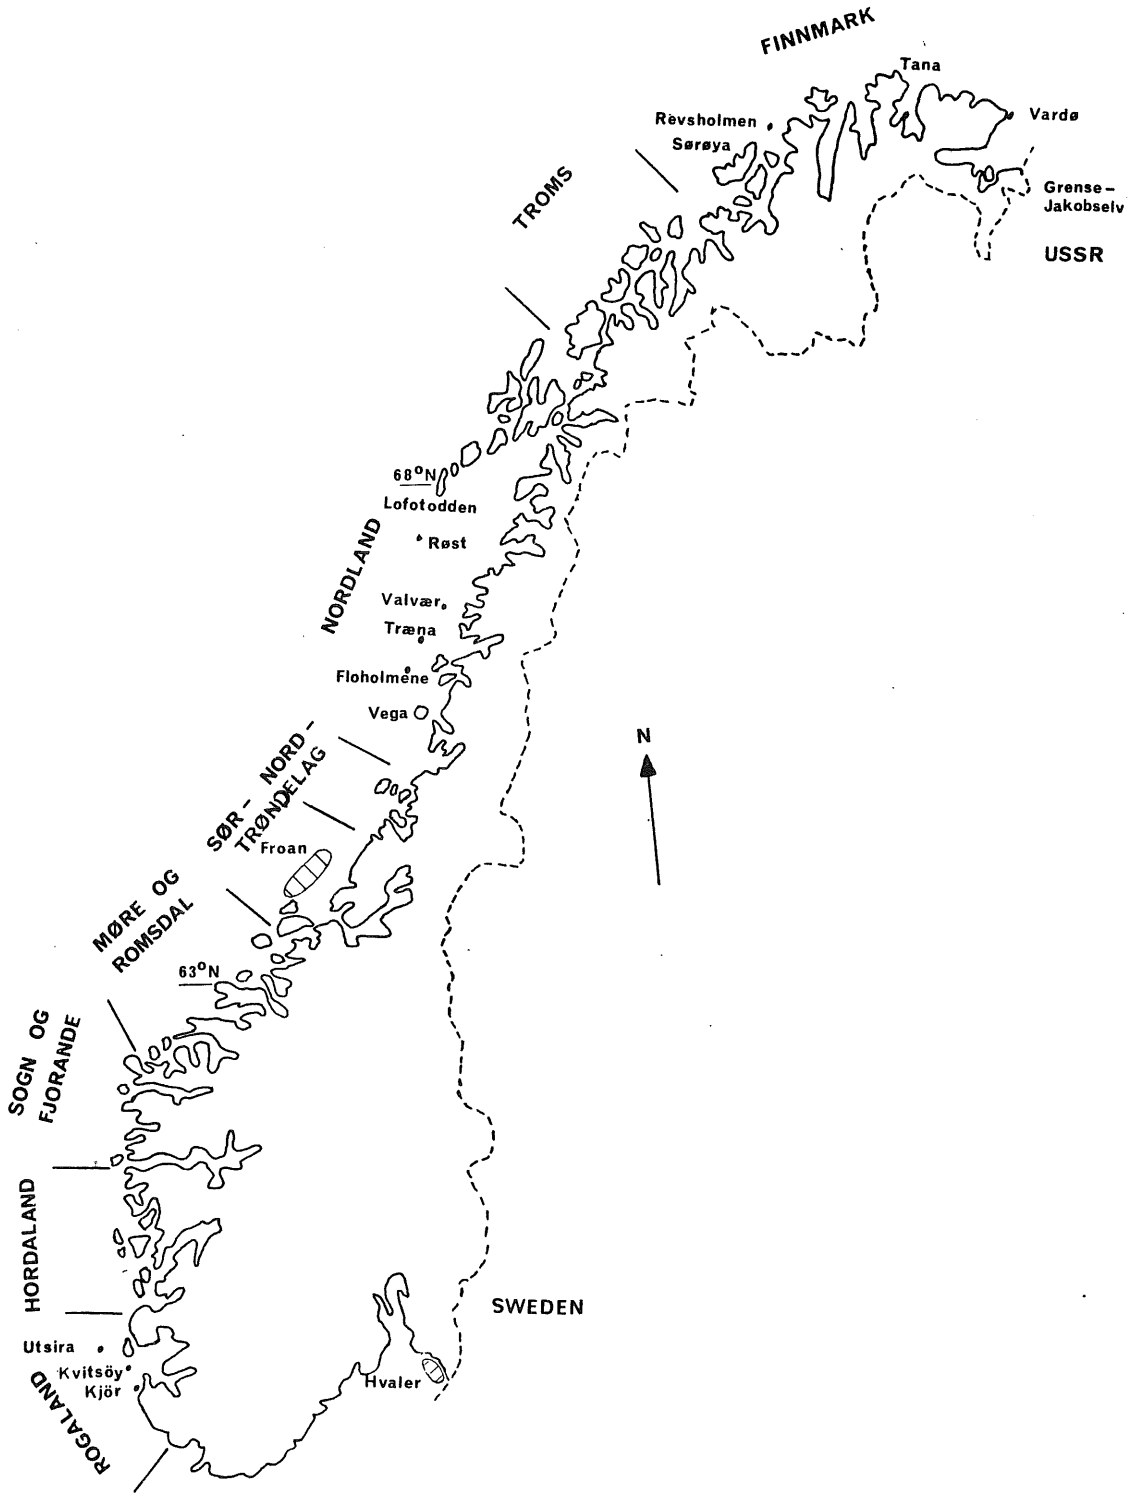 FINNMARK
Tana
Revsholmen
Vardø
Sørøya
TROMS
Grense-
Jakobselv
USSR
68°N
Lofotodden
NORDLAND
Røst
Valvær
Træna
Floholmene
Vega
N
NORD-
SØR-
TRØNDELAG
Froan
MØRE OG
ROMSDAL
63°N
SOGN OG
FJORANDE
HORDALAND
SWEDEN
Utsira
Kvitsöy
Kjör
Hvaler
ROGALAND